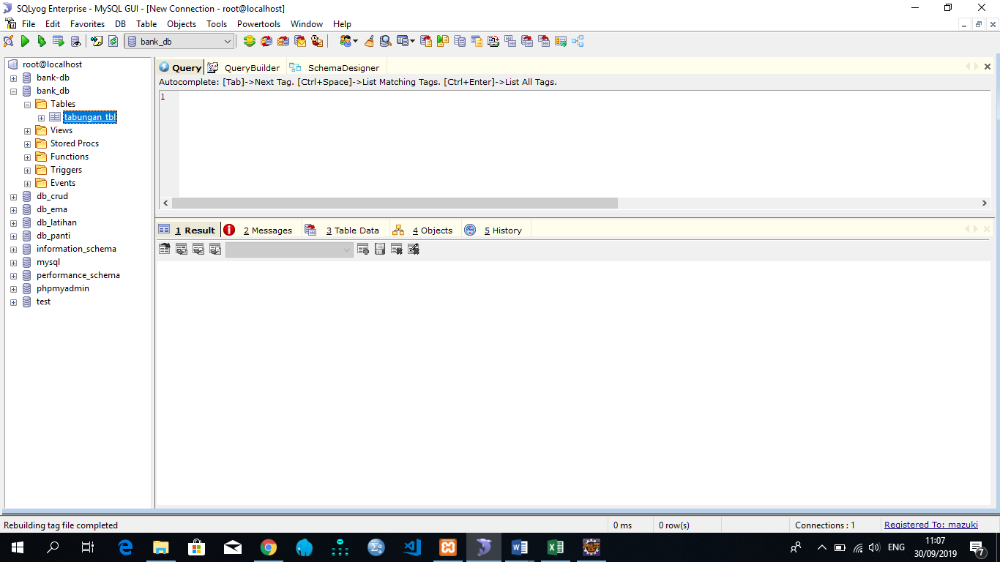 SQLyog Enterprise - MySQL GUI - [New Connection - root@localhost]
File Edit Favorites DB Table Objects Tools Powertools Window Help
bank_db
root@localhost
bank-db
bank_db
Tables
tabungan_tbl
Views
Stored Procs
Functions
Triggers
Events
db_crud
db_ema
db_latihan
db_panti
information_schema
mysql
performance_schema
phpmyadmin
test
Query QueryBuilder SchemaDesigner
Autocomplete: [Tab]->Next Tag. [Ctrl+Space]->List Matching Tags. [Ctrl+Enter]->List All Tags.
1
1 Result 2 Messages 3 Table Data 4 Objects 5 History
Rebuilding tag file completed 0 ms 0 row(s) Connections : 1 Registered To: mazuki
ENG
11:07
30/09/2019
7